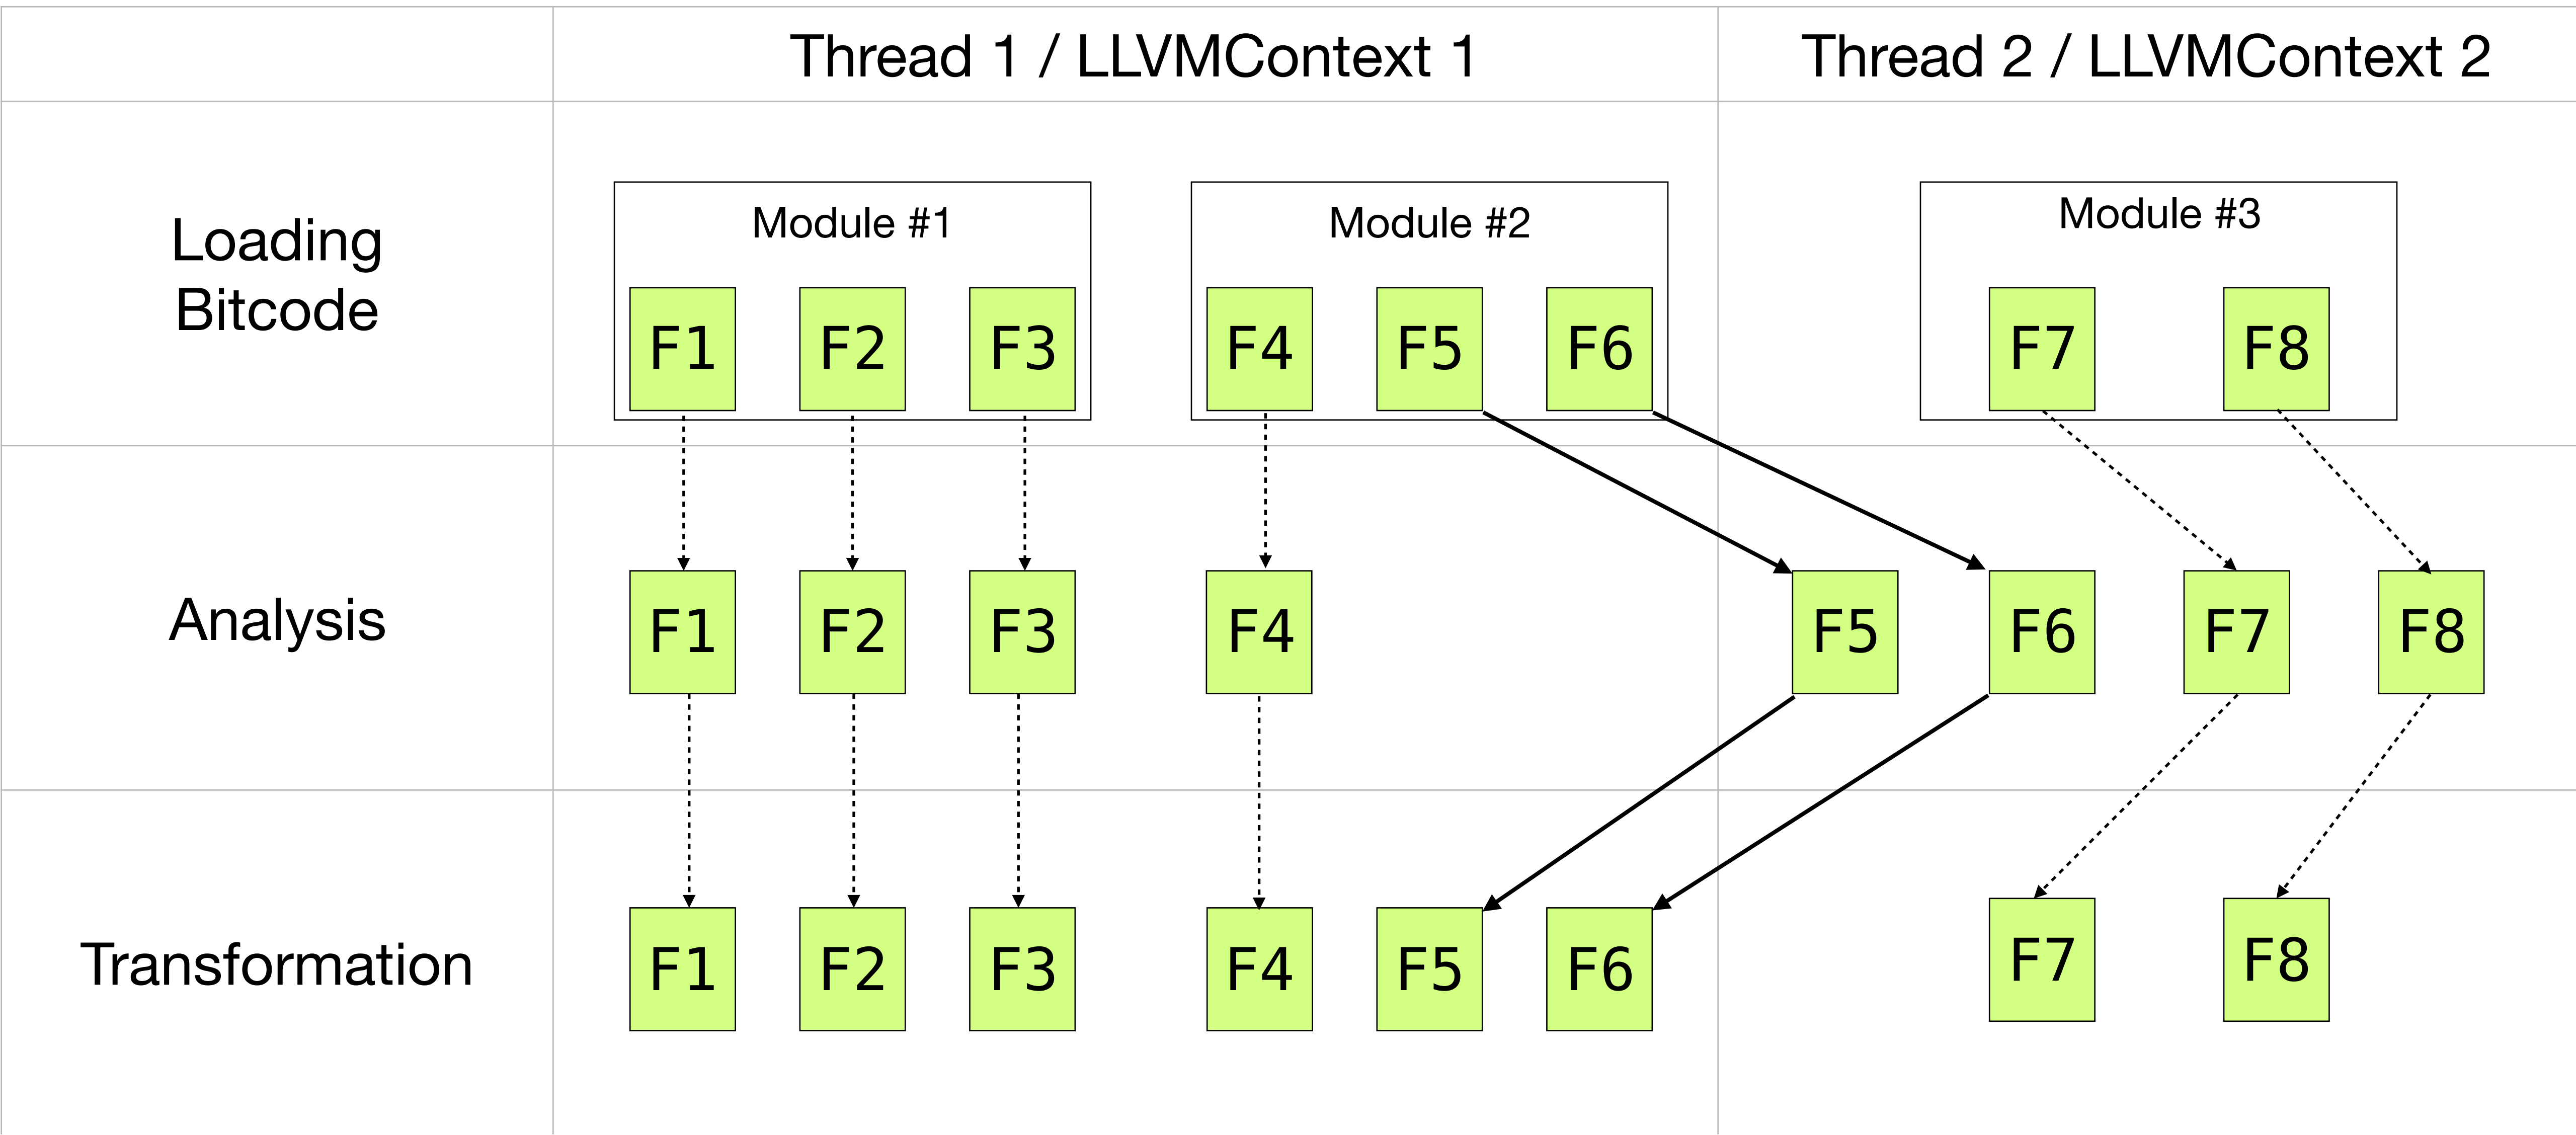 Thread 1 / LLVMContext 1
Thread 2 / LLVMContext 2
Loading
Bitcode
Module #1
Module #2
Module #3
F1 F2 F3 F4 F5 F6 F7 F8
Analysis
F1 F2 F3 F4 F5 F6 F7 F8
Transformation
F1 F2 F3 F4 F5 F6 F7 F8